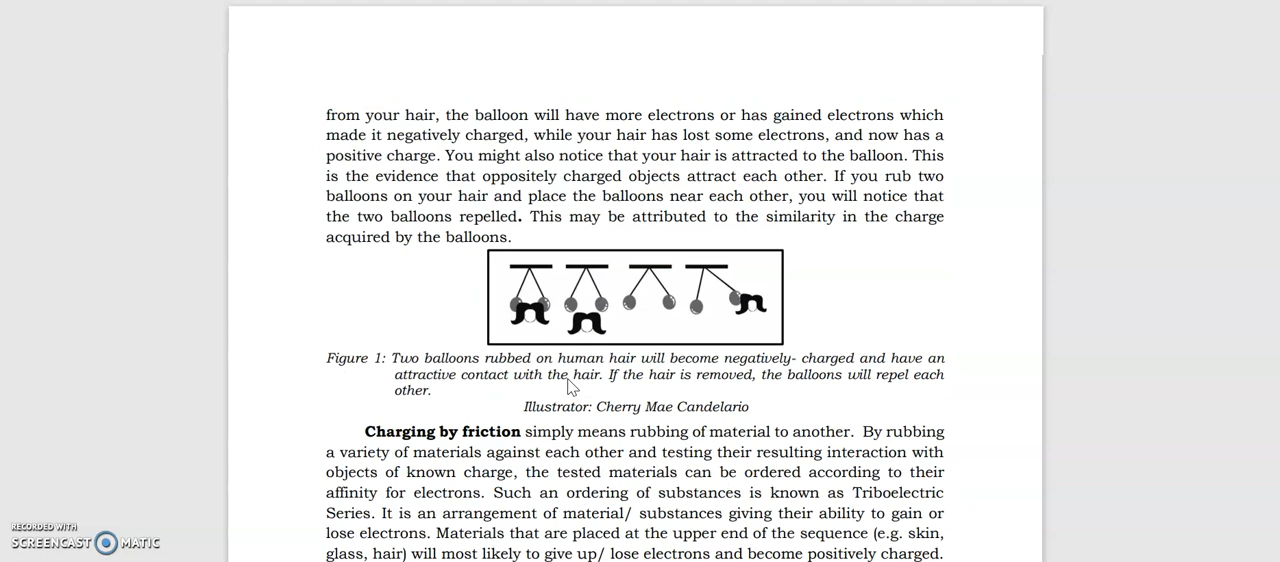 from your hair, the balloon will have more electrons or has gained electrons which
made it negatively charged, while your hair has lost some electrons, and now has a
positive charge. You might also notice that your hair is attracted to the balloon. This
is the evidence that oppositely charged objects attract each other. If you rub two
balloons on your hair and place the balloons near each other, you will notice that
the two balloons repelled. This may be attributed to the similarity in the charge
acquired by the balloons.
Figure 1: Two balloons rubbed on human hair will become negatively- charged and have an
attractive contact with the hair. If the hair is removed, the balloons will repel each
other.
Illustrator: Cherry Mae Candelario
Charging by friction simply means rubbing of material to another. By rubbing
a variety of materials against each other and testing their resulting interaction with
objects of known charge, the tested materials can be ordered according to their
affinity for electrons. Such an ordering of substances is known as Triboelectric
Series. It is an arrangement of material/ substances giving their ability to gain or
lose electrons. Materials that are placed at the upper end of the sequence (e.g. skin,
glass, hair) will most likely to give up/ lose electrons and become positively charged.
RECORDED WITH
SCREENCAST MATIC